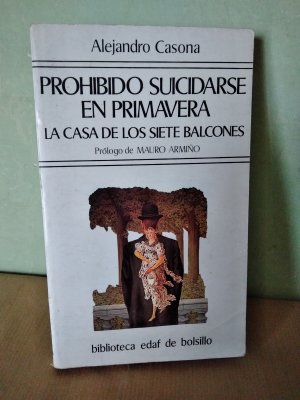 Alejandro Casona
PROHIBIDO SUICIDARSE
EN PRIMAVERA
LA CASA DE LOS SIETE BALCONES
Prólogo de MAURO ARMIÑO
biblioteca edaf de bolsillo